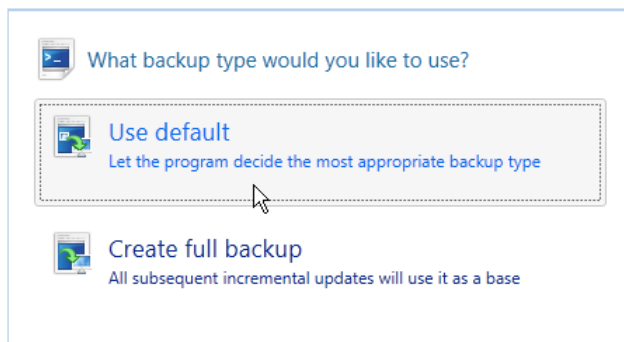 What backup type would you like to use?
Use default
Let the program decide the most appropriate backup type
Create full backup
All subsequent incremental updates will use it as a base